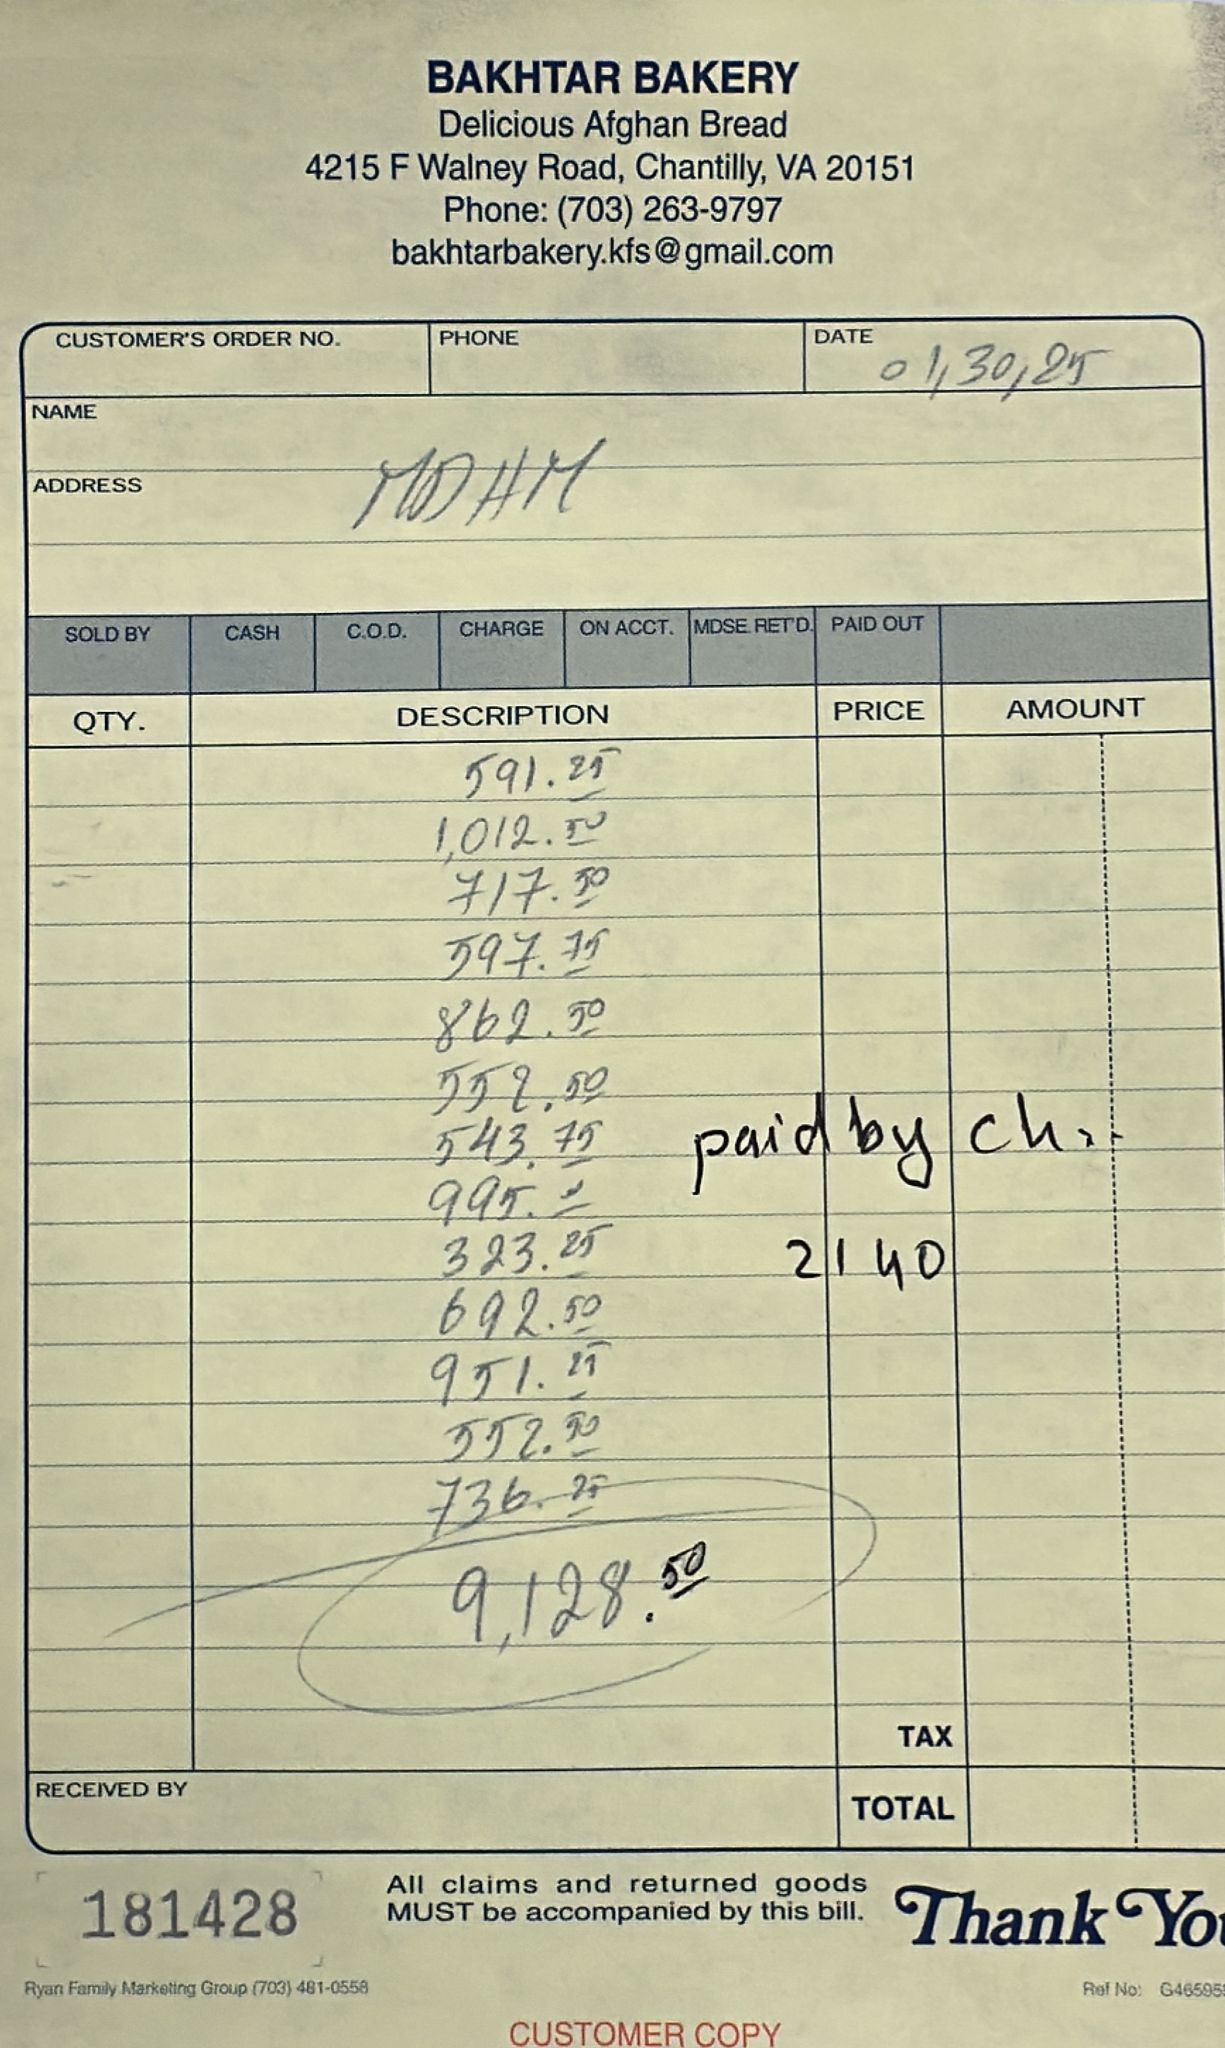 BAKHTAR BAKERY
Delicious Afghan Bread
4215 F Walney Road, Chantilly, VA 20151
Phone: (703) 263-9797
bakhtarbakery.kfs@gmail.com
CUSTOMER'S ORDER NO. PHONE DATE 01,30,25
NAME
ADDRESS MDHM
SOLD BY CASH C.O.D. CHARGE ON ACCT. MDSE. RET'D. PAID OUT
QTY. DESCRIPTION PRICE AMOUNT
591.25
1,012.50
717.50
597.75
862.50
552.50
543.75 paid by ch..
995.
323.25 2140
692.50
951.25
552.50
736.25
9,128.50
TAX
RECEIVED BY
TOTAL
181428
All claims and returned goods
MUST be accompanied by this bill.
Thank You
Ryan Family Marketing Group (703) 481-0558
Ref No: G465958
CUSTOMER COPY